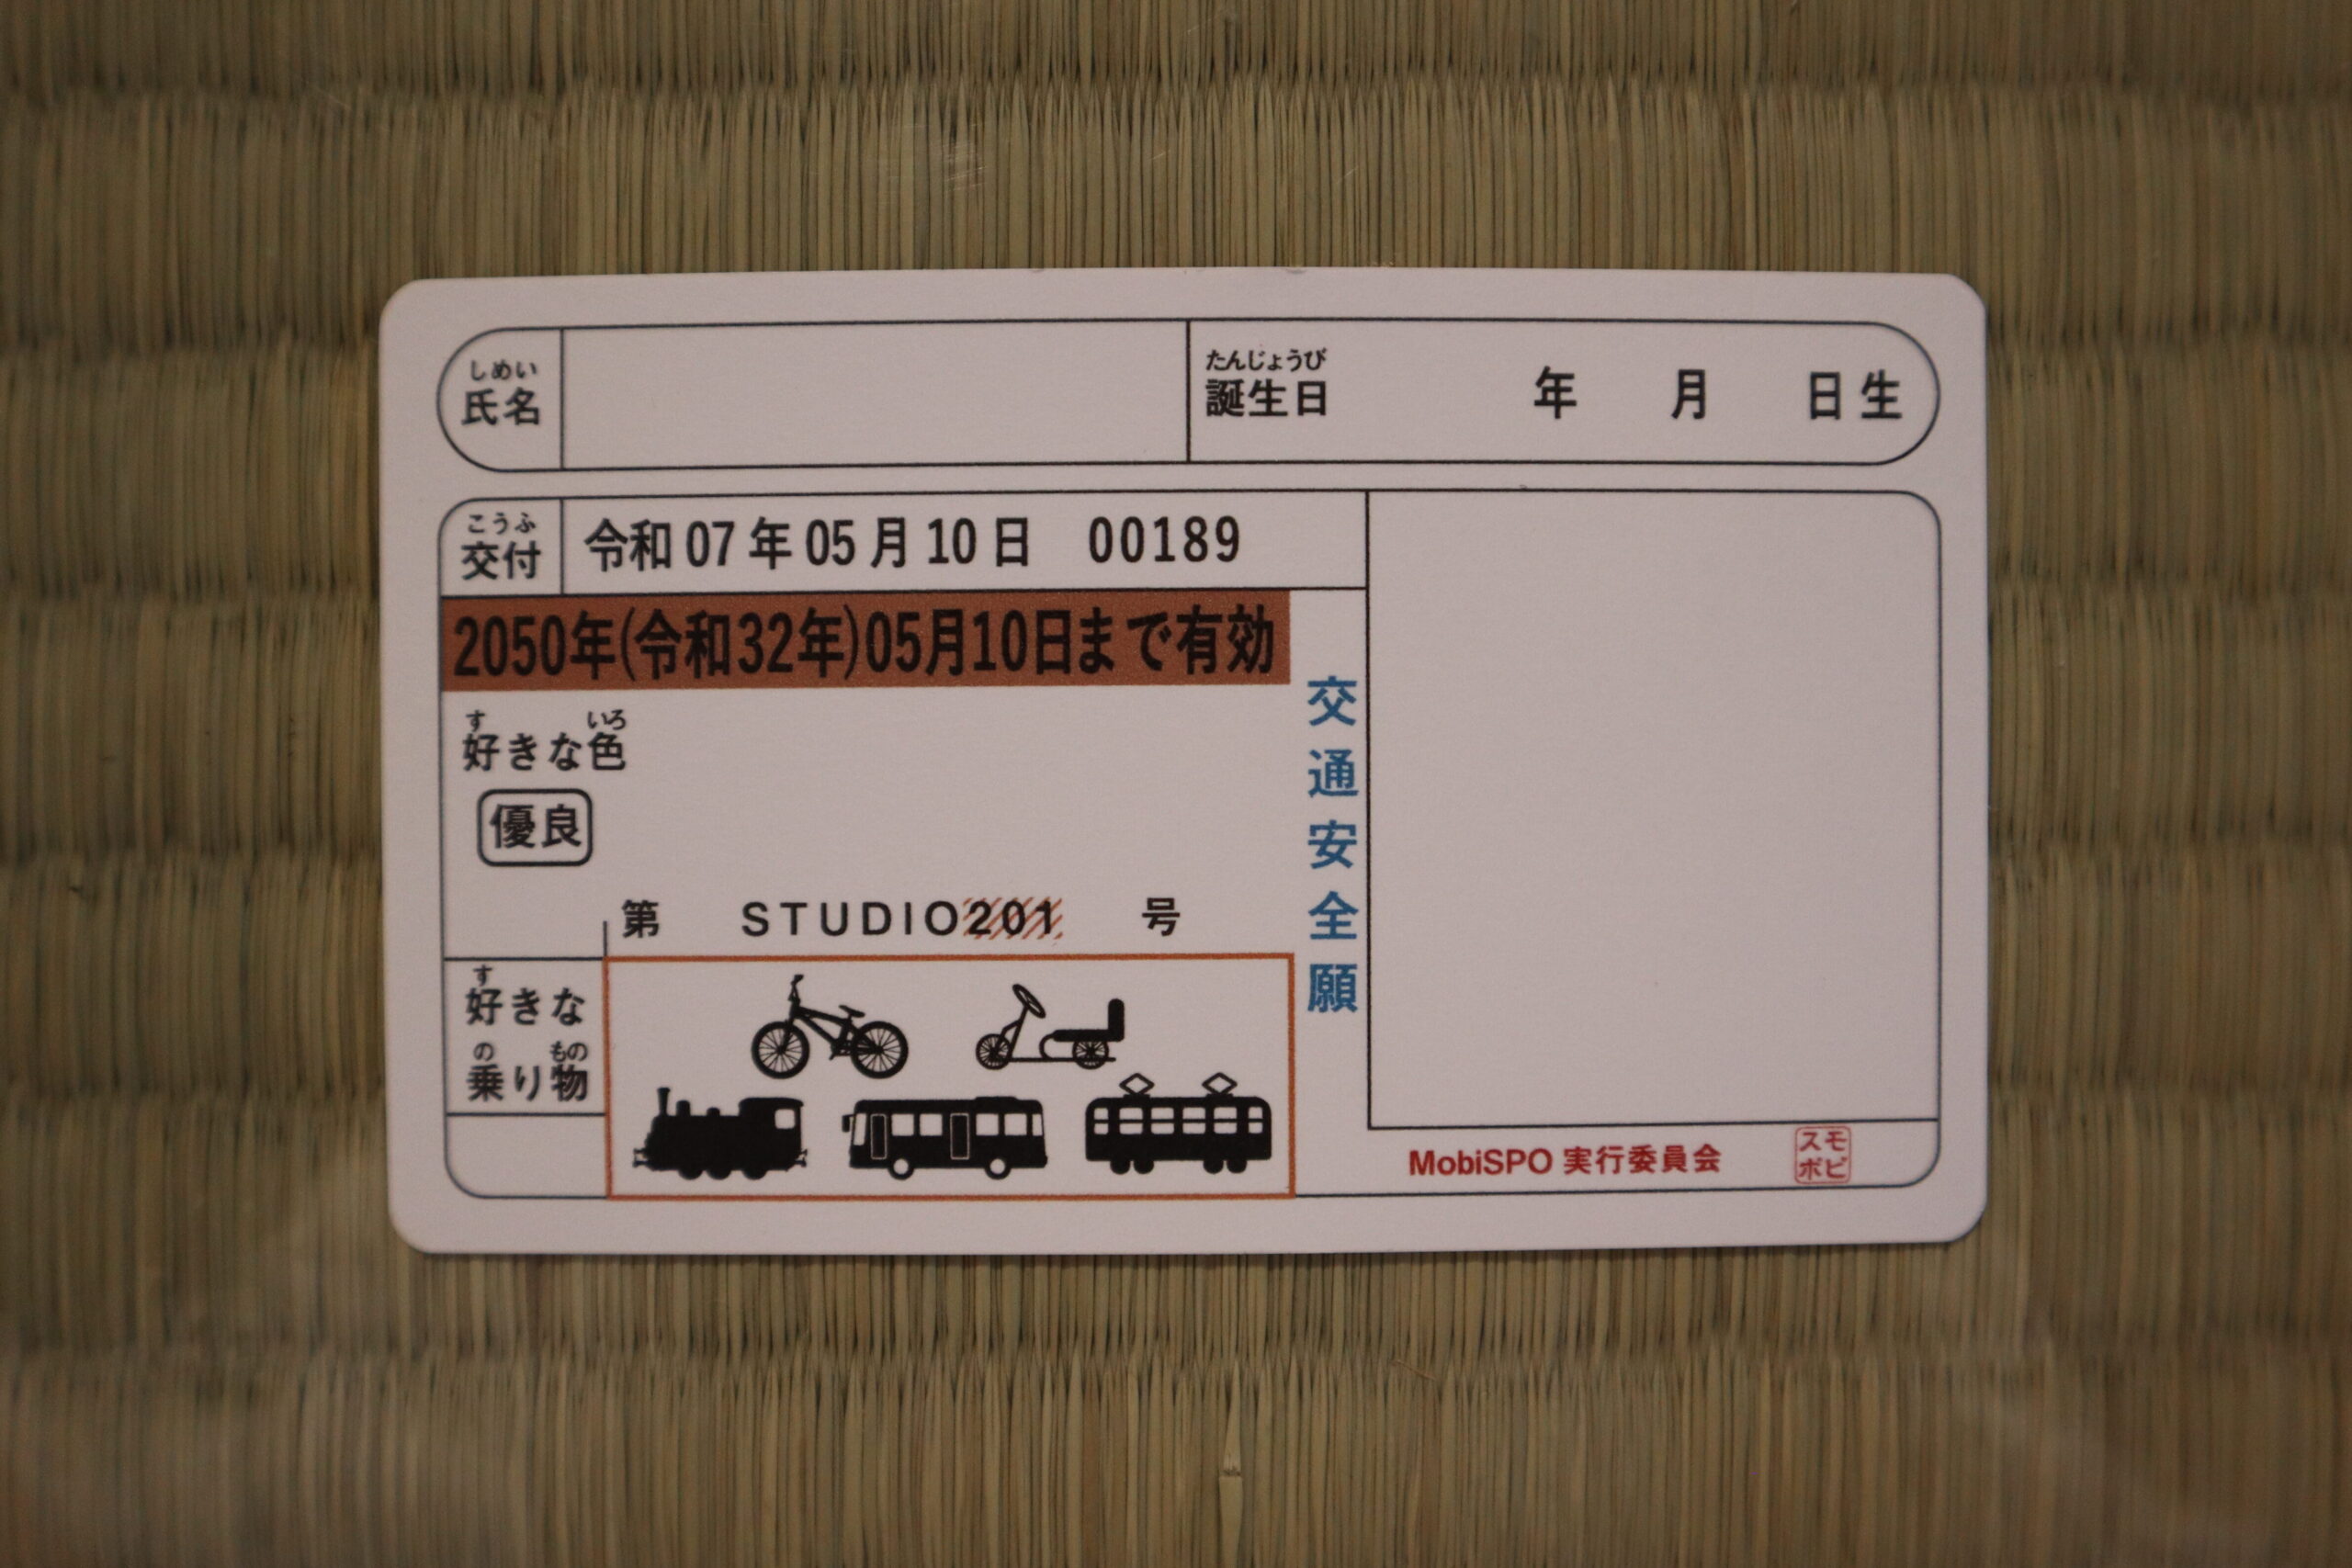 しめい
氏名
たんじょうび
誕生日 年 月 日生
こうふ
交付 令和07年05月10日 00189
2050年(令和32年)05月10日まで有効
す いろ
好きな色
優良
第 STUDIO201 号
す
好きな
の もの
乗り物
交通安全願
MobiSPO 実行委員会
スモ
ポビ